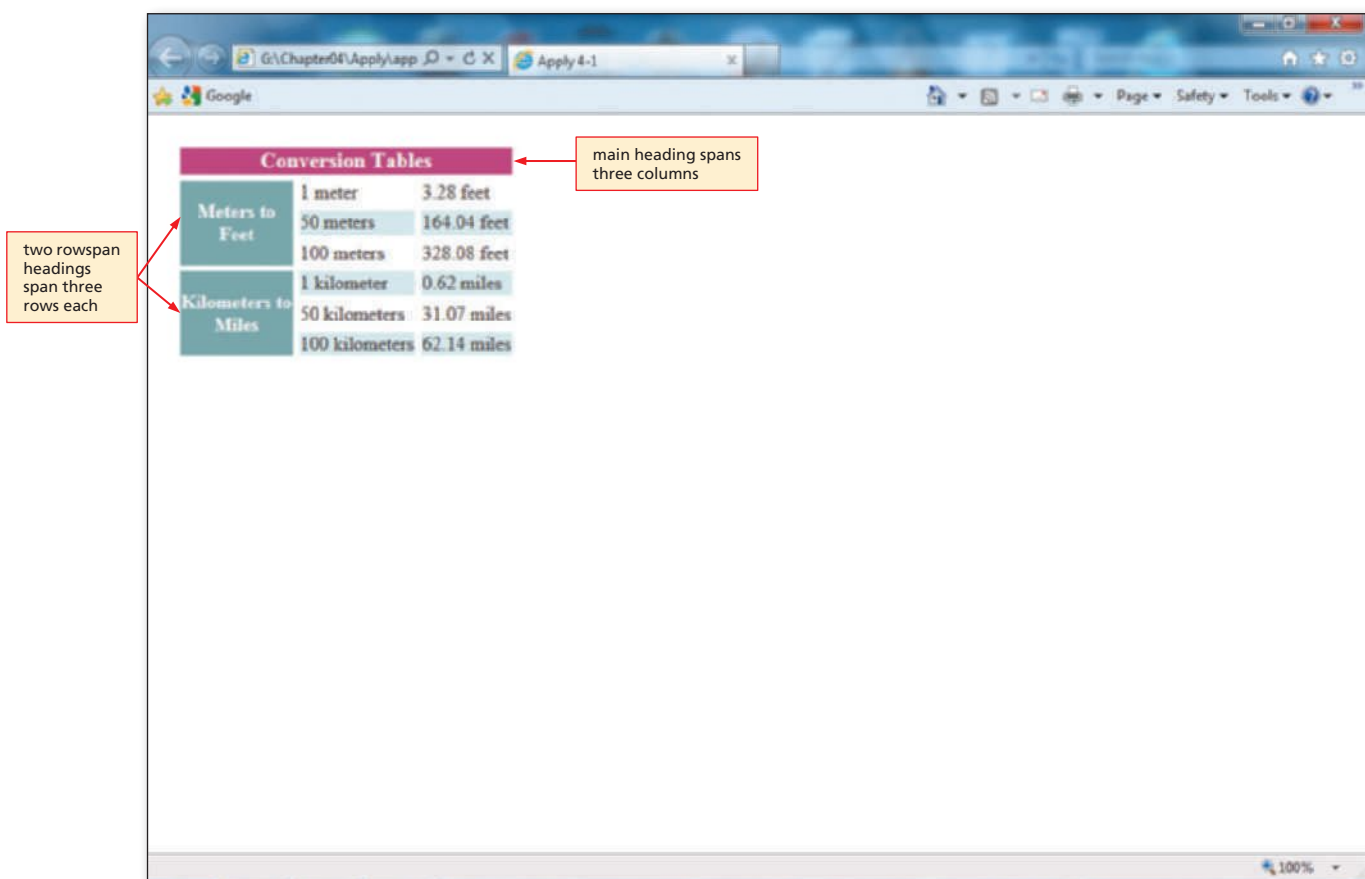 G:\Chapter04\Apply\app
Apply 4-1
Google
Page Safety Tools
Conversion Tables
main heading spans
three columns
Meters to
Feet
1 meter 3.28 feet
50 meters 164.04 feet
100 meters 328.08 feet
two rowspan
headings
span three
rows each
Kilometers to
Miles
1 kilometer 0.62 miles
50 kilometers 31.07 miles
100 kilometers 62.14 miles
100%